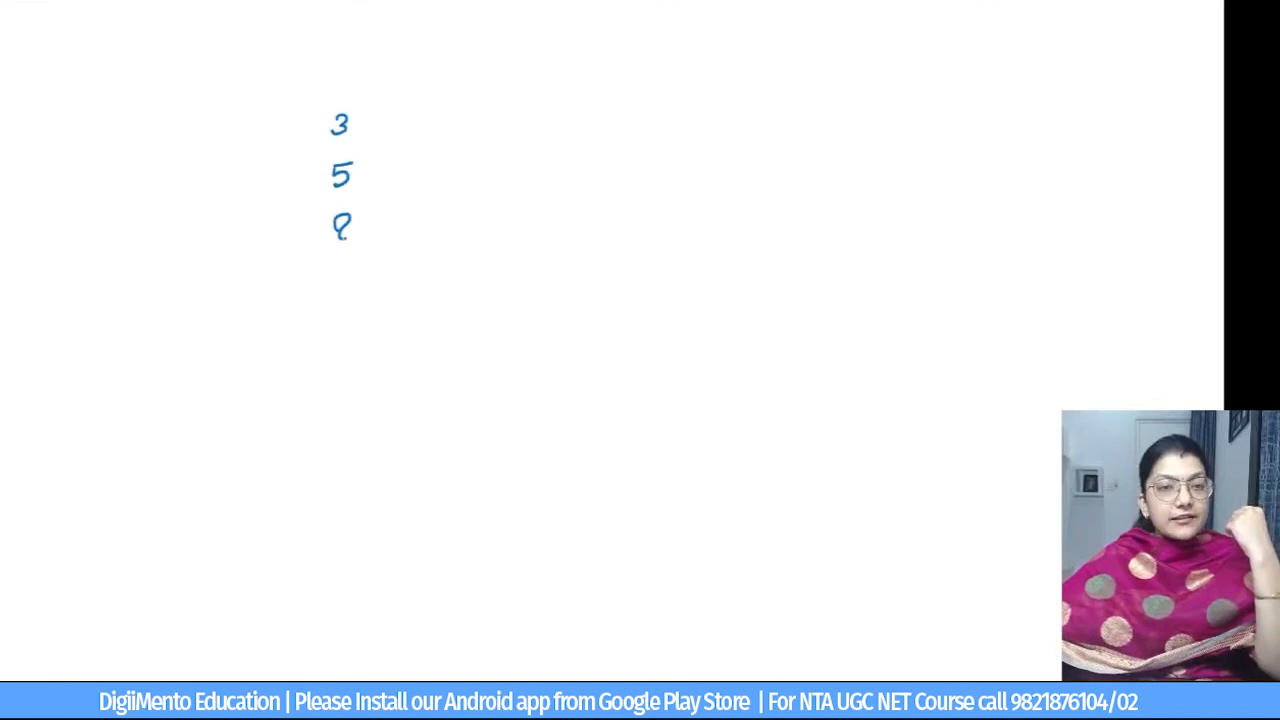 3
5
8
DigiiMento Education | Please Install our Android app from Google Play Store | For NTA UGC NET Course call 9821876104/02